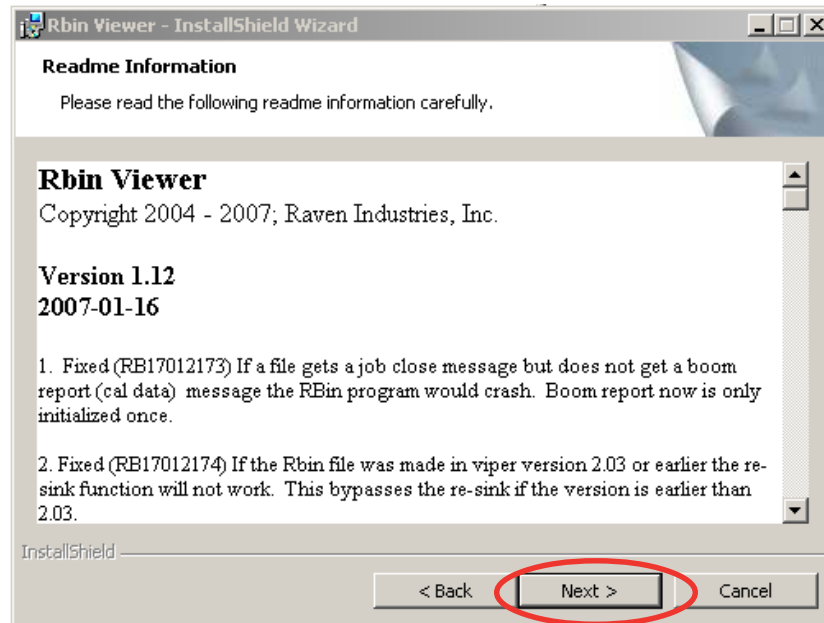 Rbin Viewer - InstallShield Wizard
Readme Information
Please read the following readme information carefully.
Rbin Viewer
Copyright 2004 - 2007; Raven Industries, Inc.
Version 1.12
2007-01-16
1. Fixed (RB17012173) If a file gets a job close message but does not get a boom
report (cal data) message the RBin program would crash. Boom report now is only
initialized once.
2. Fixed (RB17012174) If the Rbin file was made in viper version 2.03 or earlier the re-
sink function will not work. This bypasses the re-sink if the version is earlier than
2.03.
InstallShield
< Back Next > Cancel